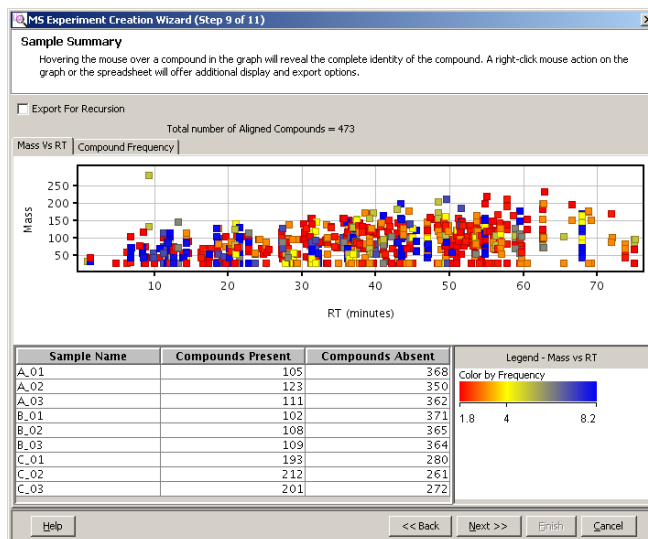 MS Experiment Creation Wizard (Step 9 of 11)
Sample Summary
Hovering the mouse over a compound in the graph will reveal the complete identity of the compound. A right-click mouse action on the
graph or the spreadsheet will offer additional display and export options.
Export For Recursion
Total number of Aligned Compounds = 473
Mass Vs RT Compound Frequency
250
200
150
100
50
Mass
10 20 30 40 50 60 70
RT (minutes)
Sample Name Compounds Present Compounds Absent
A_01 105 368
A_02 123 350
A_03 111 362
B_01 102 371
B_02 108 365
B_03 109 364
C_01 193 280
C_02 212 261
C_03 201 272
Legend - Mass vs RT
Color by Frequency
1.8 4 8.2
Help << Back Next >> Finish Cancel